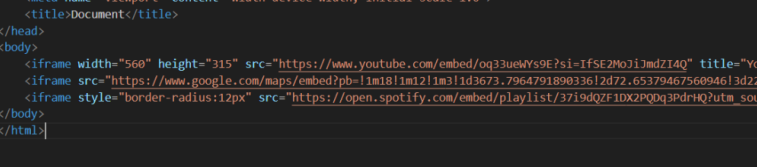 <title>Document</title>
</head>
<body>
<iframe width="560" height="315" src="https://www.youtube.com/embed/oq33ueWYs9E?si=IfSE2MoJiJmdZI4Q" title="Yo
<iframe src="https://www.google.com/maps/embed?pb=!1m18!1m12!1m3!1d3673.7964791890336!2d72.65379467560946!3d22
<iframe style="border-radius:12px" src="https://open.spotify.com/embed/playlist/37i9dQZF1DX2PQDq3PdrHQ?utm_sou
</body>
</html>